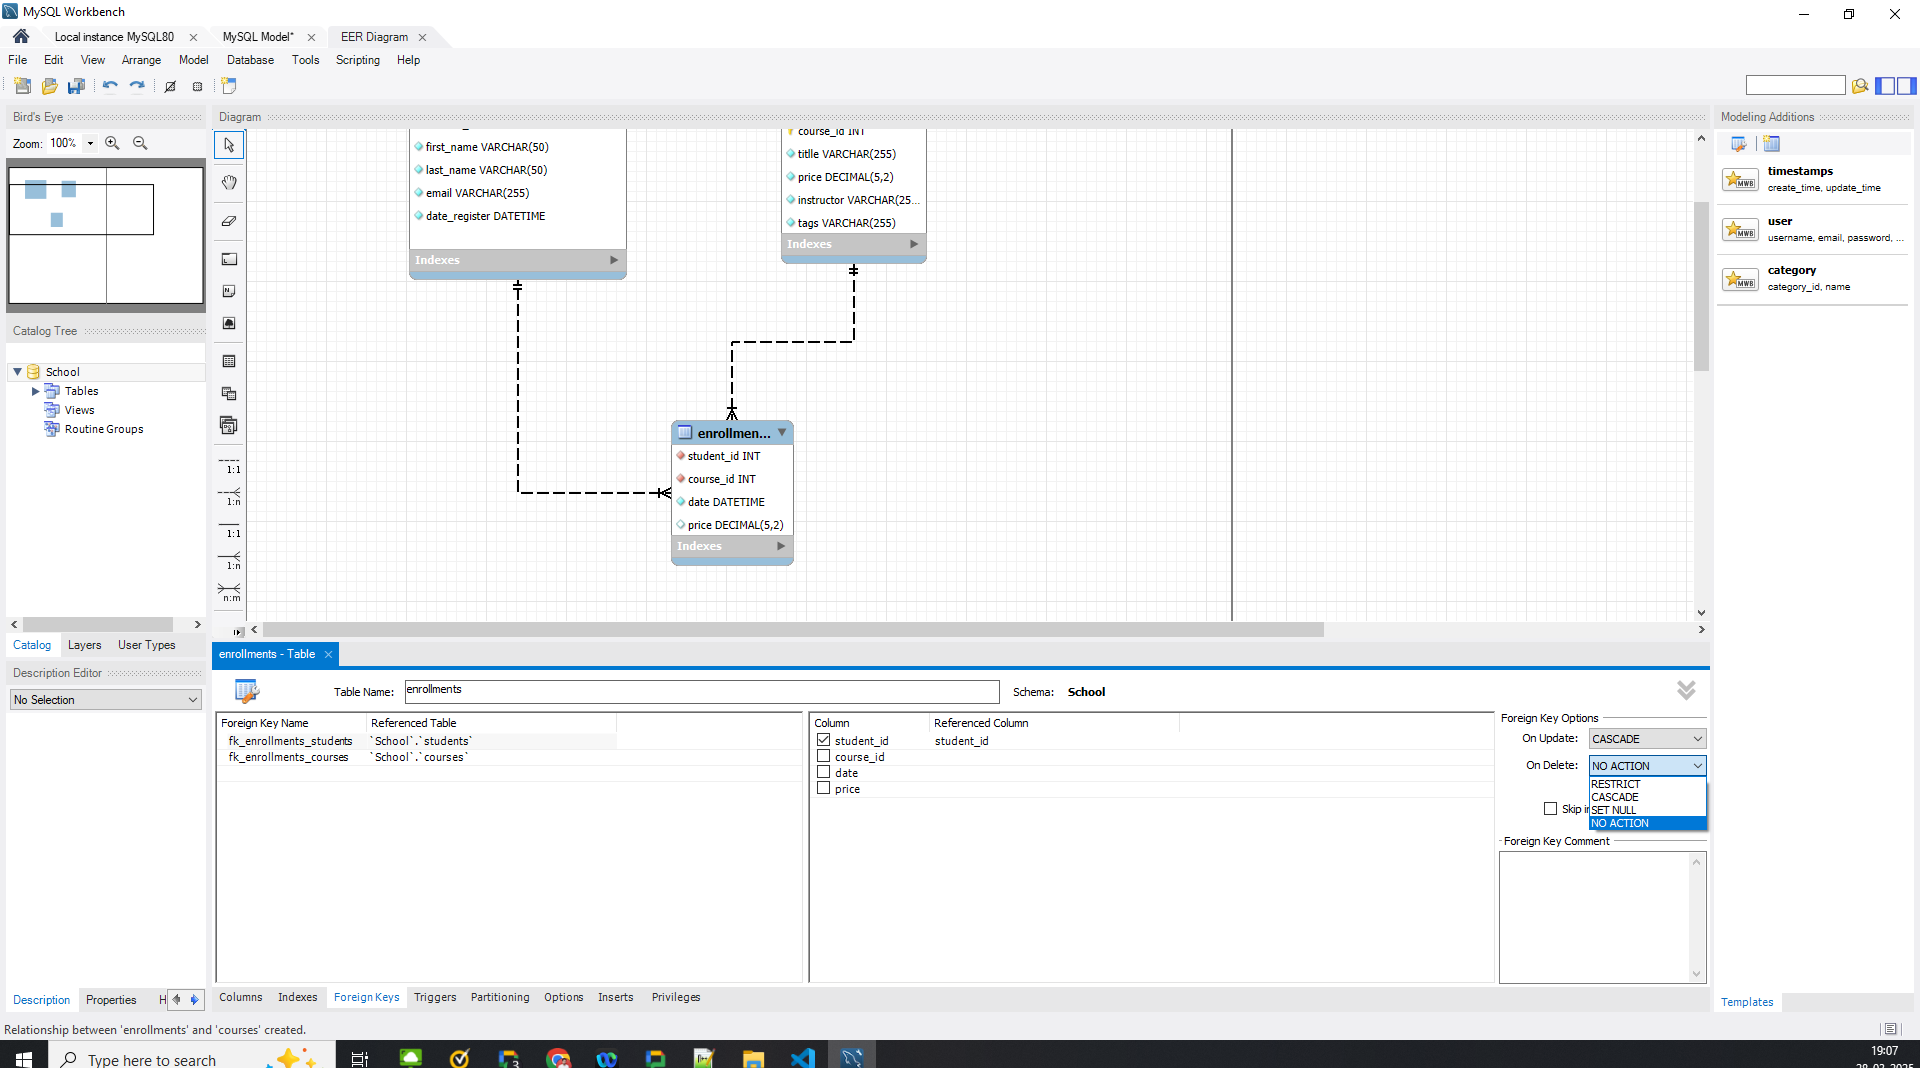 MySQL Workbench
Local instance MySQL80
MySQL Model*
EER Diagram
File Edit View Arrange Model Database Tools Scripting Help
Bird's Eye
Zoom: 100%
Catalog Tree
School
Tables
Views
Routine Groups
Catalog Layers User Types
Description Editor
No Selection
Description Properties H
Diagram
1:1
1:n
1:1
1:n
n:m
first_name VARCHAR(50)
last_name VARCHAR(50)
email VARCHAR(255)
date_register DATETIME
Indexes
course_id INT
titlle VARCHAR(255)
price DECIMAL(5,2)
instructor VARCHAR(25...
tags VARCHAR(255)
Indexes
enrollmen...
student_id INT
course_id INT
date DATETIME
price DECIMAL(5,2)
Indexes
Modeling Additions
timestamps
create_time, update_time
user
username, email, password, ...
category
category_id, name
Templates
enrollments - Table
Table Name: enrollments Schema: School
Foreign Key Name Referenced Table
fk_enrollments_students `School`.`students`
fk_enrollments_courses `School`.`courses`
Column Referenced Column
student_id student_id
course_id
date
price
Foreign Key Options
On Update: CASCADE
On Delete: NO ACTION
RESTRICT
CASCADE
SET NULL
NO ACTION
Skip
Foreign Key Comment
Columns Indexes Foreign Keys Triggers Partitioning Options Inserts Privileges
Relationship between 'enrollments' and 'courses' created.
Type here to search
3
19:07